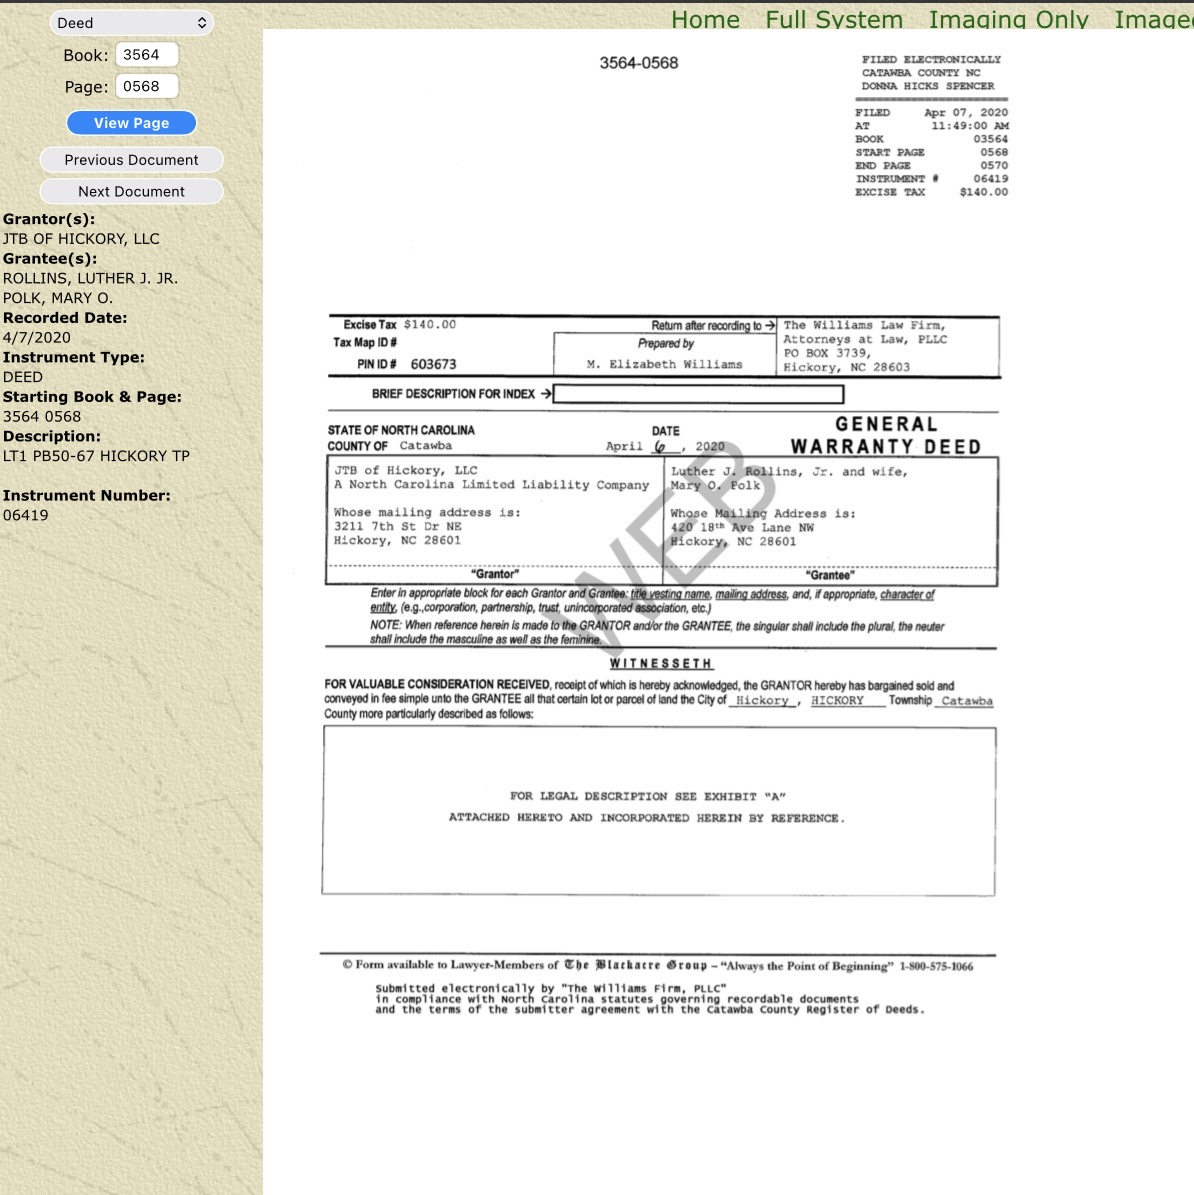 Deed
Book: 3564
Page: 0568
View Page
Previous Document
Next Document
Grantor(s):
JTB OF HICKORY, LLC
Grantee(s):
ROLLINS, LUTHER J. JR.
POLK, MARY O.
Recorded Date:
4/7/2020
Instrument Type:
DEED
Starting Book & Page:
3564 0568
Description:
LT1 PB50-67 HICKORY TP
Instrument Number:
06419
Home Full System Imaging Only
3564-0568
FILED ELECTRONICALLY
CATAWBA COUNTY NC
DONNA HICKS SPENCER
FILED Apr 07, 2020
AT 11:49:00 AM
BOOK 03564
START PAGE 0568
END PAGE 0570
INSTRUMENT # 06419
EXCISE TAX $140.00
Excise Tax $140.00
Tax Map ID #
PIN ID # 603673
Return after recording to →
Prepared by
M. Elizabeth Williams
The Williams Law Firm,
Attorneys at Law, PLLC
PO BOX 3739,
Hickory, NC 28603
BRIEF DESCRIPTION FOR INDEX →
STATE OF NORTH CAROLINA
COUNTY OF Catawba
DATE
April 6, 2020
GENERAL
WARRANTY DEED
JTB of Hickory, LLC
A North Carolina Limited Liability Company
Whose mailing address is:
3211 7th St Dr NE
Hickory, NC 28601
"Grantor"
Luther J. Rollins, Jr. and wife,
Mary O. Polk
Whose Mailing Address is:
420 18th Ave Lane NW
Hickory, NC 28601
"Grantee"
WEB
Enter in appropriate block for each Grantor and Grantee: title vesting name, mailing address, and, if appropriate, character of
entity, (e.g.,corporation, partnership, trust, unincorporated association, etc.)
NOTE: When reference herein is made to the GRANTOR and/or the GRANTEE, the singular shall include the plural, the neuter
shall include the masculine as well as the feminine.
WITNESSETH
FOR VALUABLE CONSIDERATION RECEIVED, receipt of which is hereby acknowledged, the GRANTOR hereby has bargained sold and
conveyed in fee simple unto the GRANTEE all that certain lot or parcel of land the City of Hickory, HICKORY Township Catawba
County more particularly described as follows:
FOR LEGAL DESCRIPTION SEE EXHIBIT "A"
ATTACHED HERETO AND INCORPORATED HEREIN BY REFERENCE.
© Form available to Lawyer-Members of The Blackacre Group – "Always the Point of Beginning" 1-800-575-1066
Submitted electronically by "The Williams Firm, PLLC"
in compliance with North Carolina statutes governing recordable documents
and the terms of the submitter agreement with the Catawba County Register of Deeds.